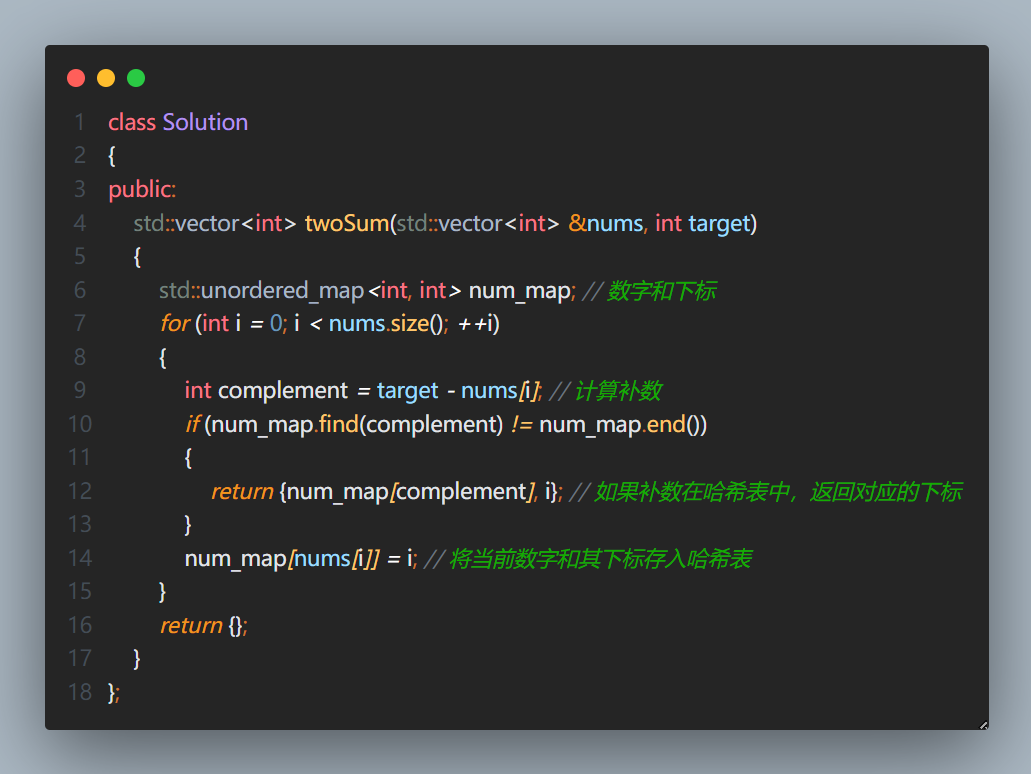 1 class Solution
2 {
3 public:
4 std::vector<int> twoSum(std::vector<int> &nums, int target)
5 {
6 std::unordered_map<int, int> num_map; // 数字和下标
7 for (int i = 0; i < nums.size(); ++i)
8 {
9 int complement = target - nums[i]; // 计算补数
10 if (num_map.find(complement) != num_map.end())
11 {
12 return {num_map[complement], i}; // 如果补数在哈希表中，返回对应的下标
13 }
14 num_map[nums[i]] = i; // 将当前数字和其下标存入哈希表
15 }
16 return {};
17 }
18 };